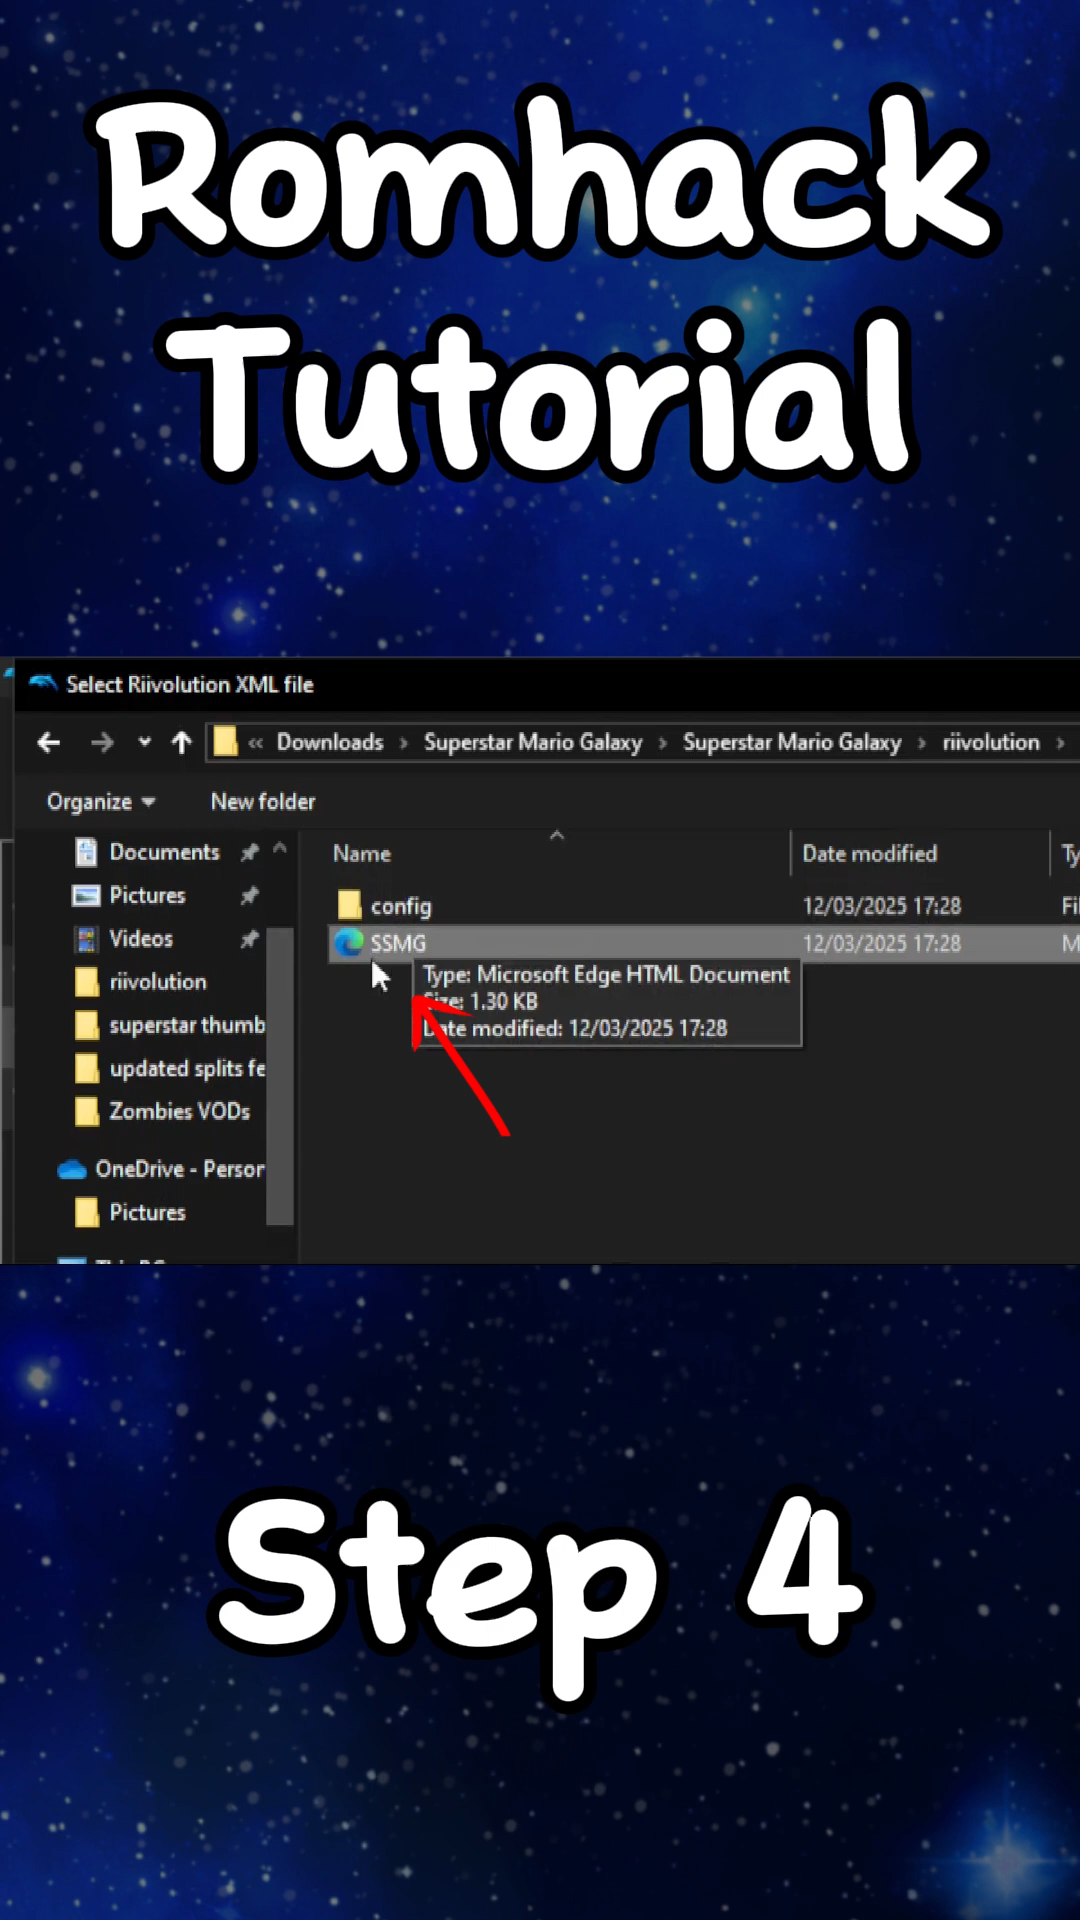 Romhack
Tutorial
Select Riivolution XML file
« Downloads › Superstar Mario Galaxy › Superstar Mario Galaxy › riivolution ›
Organize New folder
Name Date modified
Documents
Pictures
Videos
riivolution
superstar thumb
updated splits fe
Zombies VODs
OneDrive - Person
Pictures
config 12/03/2025 17:28
SSMG 12/03/2025 17:28
Type: Microsoft Edge HTML Document
Size: 1.30 KB
Date modified: 12/03/2025 17:28
Step 4